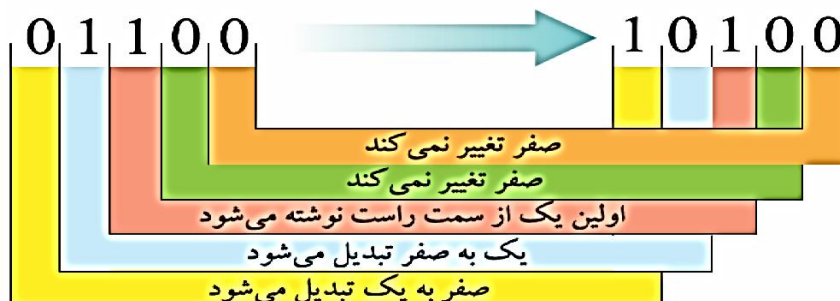 0 1 1 0 0
1 0 1 0 0
صفر تغییر نمی‌کند
صفر تغییر نمی‌کند
اولین یک از سمت راست نوشته می‌شود
یک به صفر تبدیل می‌شود
صفر به یک تبدیل می‌شود